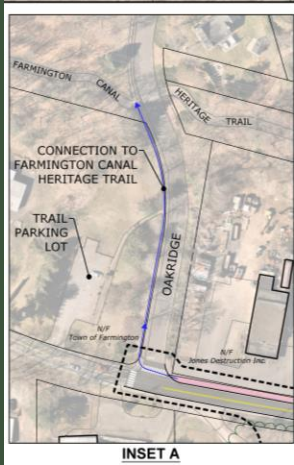 FARMINGTON
CANAL
HERITAGE
TRAIL
CONNECTION TO
FARMINGTON CANAL
HERITAGE TRAIL
TRAIL
PARKING
LOT
OAKRIDGE
N/F
Town of Farmington
N/F
Jones Destruction Inc.
INSET A